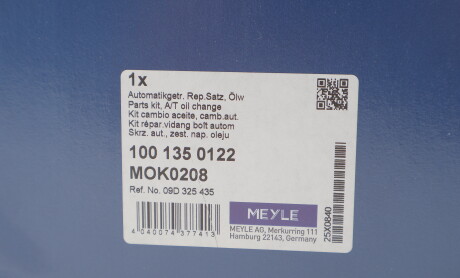 1x
Automatikgetr. Rep.Satz, Ölw
Parts kit, A/T oil change
Kit cambio aceite, camb.aut.
Kit répar.vidang boît autom
Skrz. aut., zest. nap. oleju
100 135 0122
MOK0208
Ref. No. 09D 325 435
4 040074 377413
MEYLE
MEYLE AG, Merkurring 111
Hamburg 22143, Germany
25X0840